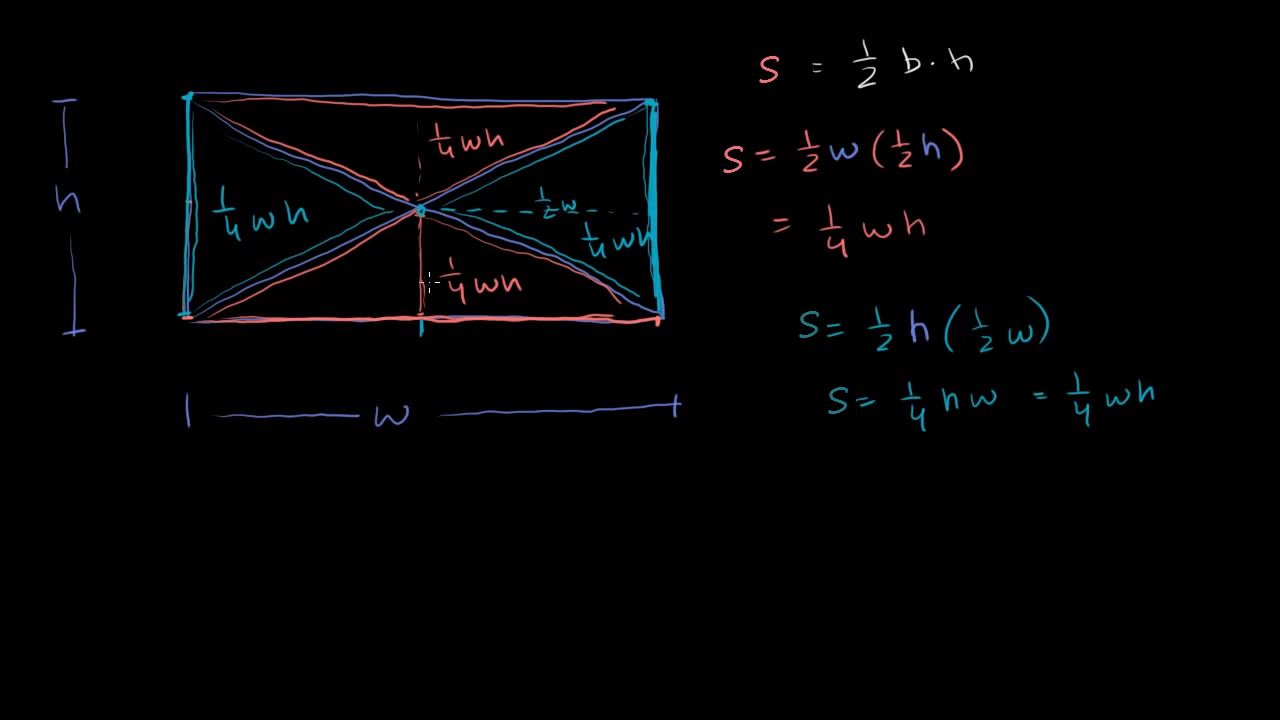 S = 1/2 b · h
S = 1/2 w (1/2 h)
= 1/4 w h
S = 1/2 h (1/2 w)
S = 1/4 h w = 1/4 w h
1/4 w h
1/4 w h
1/2 w
1/4 w h
1/4 w h
h
w